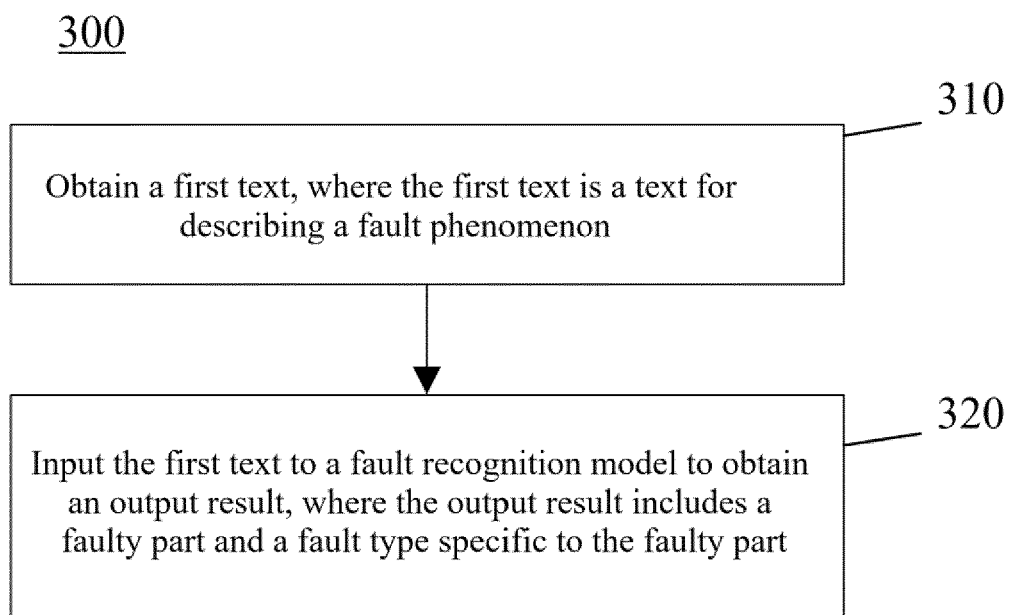 300
310
Obtain a first text, where the first text is a text for
describing a fault phenomenon
320
Input the first text to a fault recognition model to obtain
an output result, where the output result includes a
faulty part and a fault type specific to the faulty part